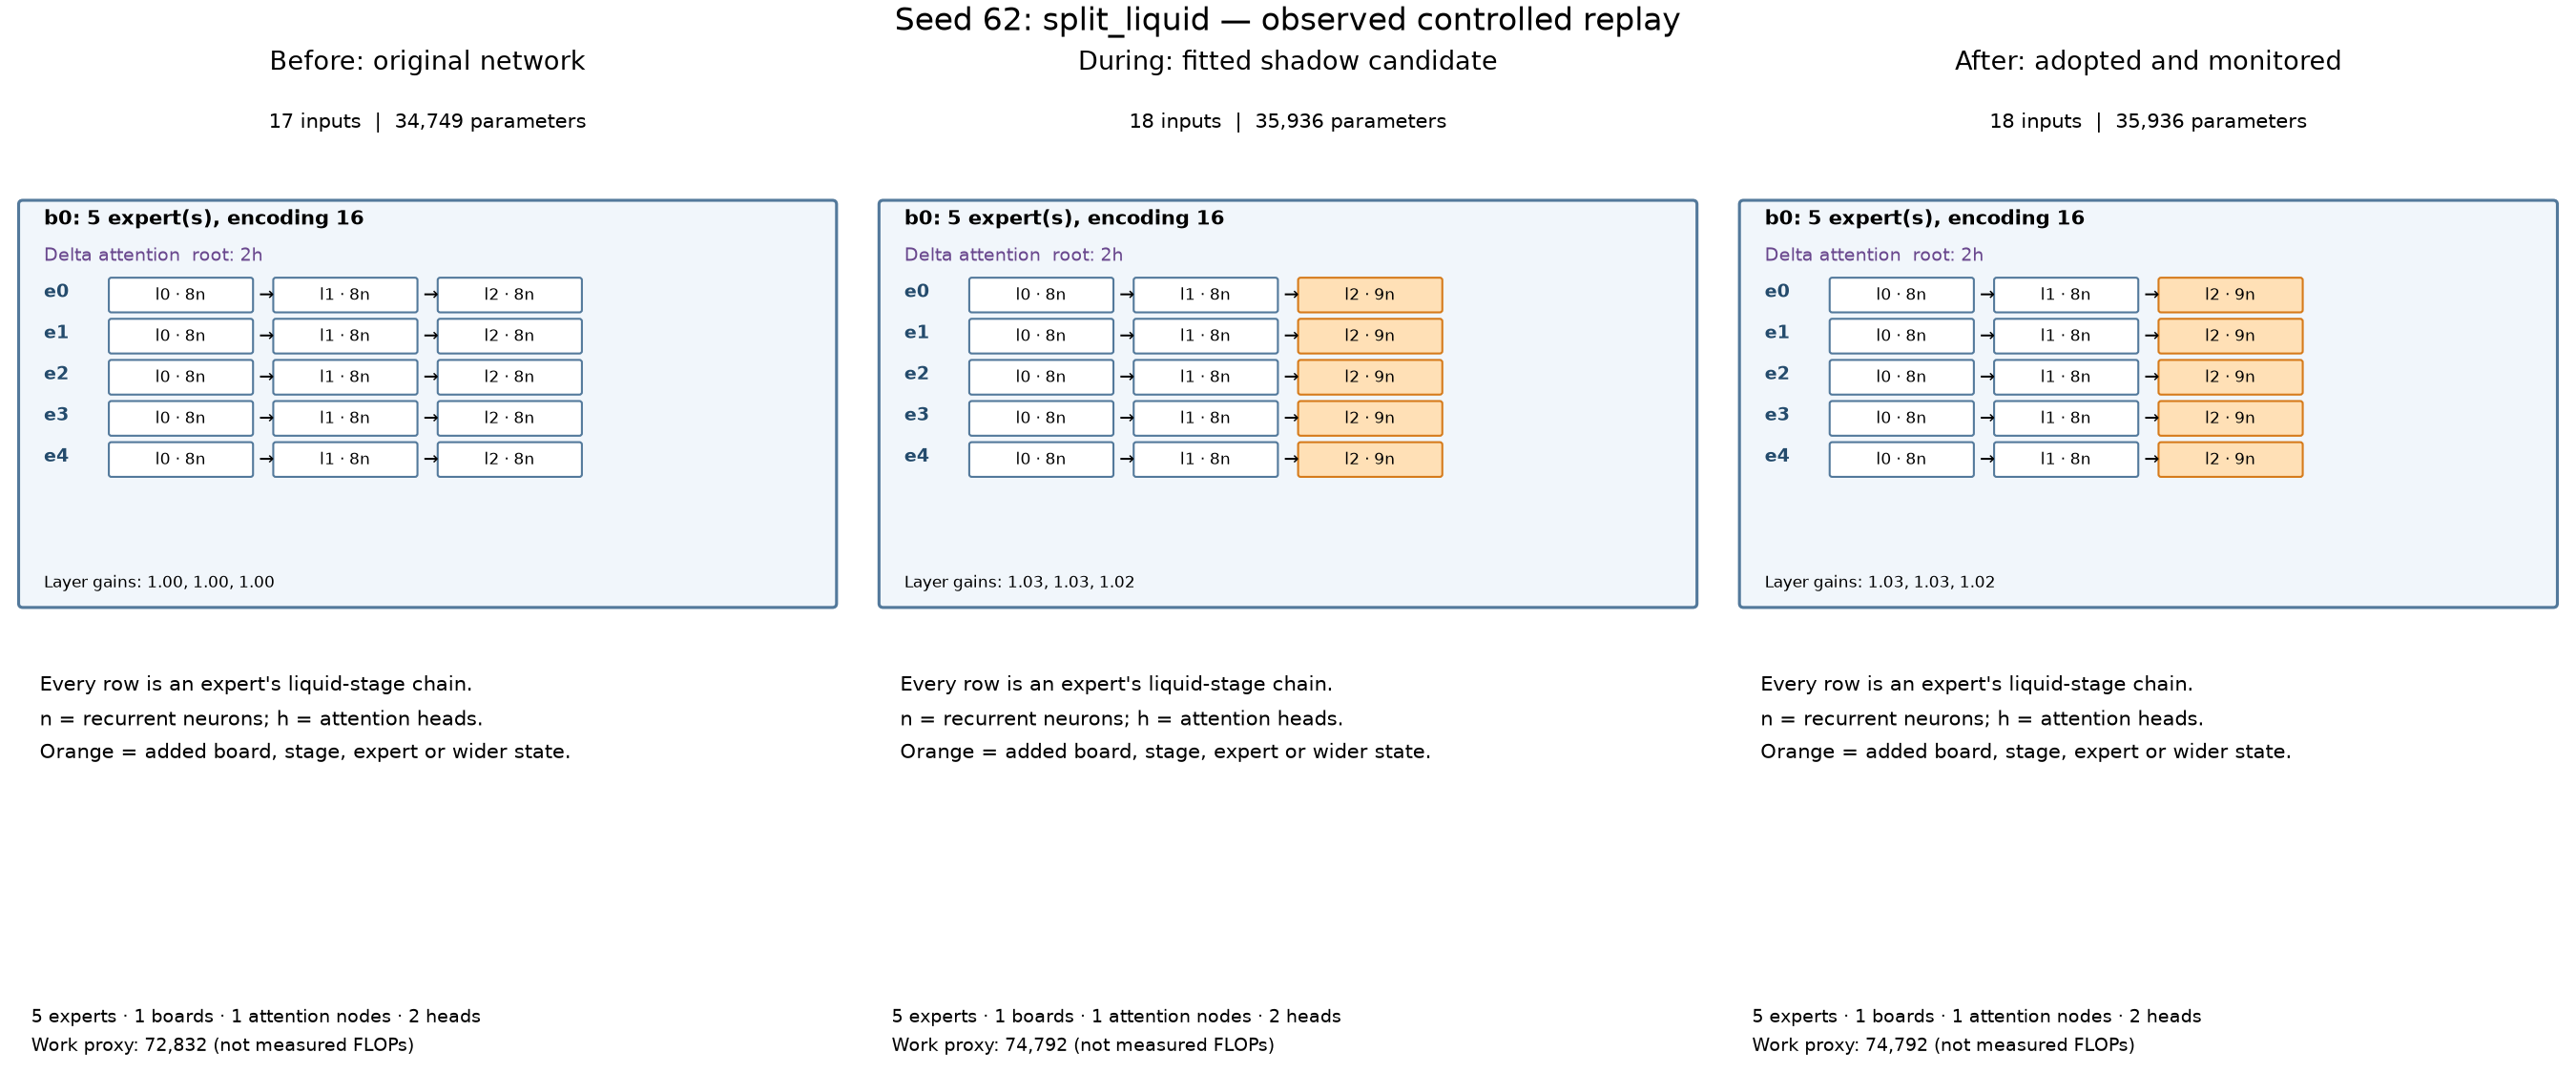 Seed 62: split_liquid — observed controlled replay
Before: original network
17 inputs | 34,749 parameters
b0: 5 expert(s), encoding 16
Delta attention root: 2h
e0 l0 · 8n → l1 · 8n → l2 · 8n
e1 l0 · 8n → l1 · 8n → l2 · 8n
e2 l0 · 8n → l1 · 8n → l2 · 8n
e3 l0 · 8n → l1 · 8n → l2 · 8n
e4 l0 · 8n → l1 · 8n → l2 · 8n
Layer gains: 1.00, 1.00, 1.00
Every row is an expert's liquid-stage chain.
n = recurrent neurons; h = attention heads.
Orange = added board, stage, expert or wider state.
5 experts · 1 boards · 1 attention nodes · 2 heads
Work proxy: 72,832 (not measured FLOPs)
During: fitted shadow candidate
18 inputs | 35,936 parameters
b0: 5 expert(s), encoding 16
Delta attention root: 2h
e0 l0 · 8n → l1 · 8n → l2 · 9n
e1 l0 · 8n → l1 · 8n → l2 · 9n
e2 l0 · 8n → l1 · 8n → l2 · 9n
e3 l0 · 8n → l1 · 8n → l2 · 9n
e4 l0 · 8n → l1 · 8n → l2 · 9n
Layer gains: 1.03, 1.03, 1.02
Every row is an expert's liquid-stage chain.
n = recurrent neurons; h = attention heads.
Orange = added board, stage, expert or wider state.
5 experts · 1 boards · 1 attention nodes · 2 heads
Work proxy: 74,792 (not measured FLOPs)
After: adopted and monitored
18 inputs | 35,936 parameters
b0: 5 expert(s), encoding 16
Delta attention root: 2h
e0 l0 · 8n → l1 · 8n → l2 · 9n
e1 l0 · 8n → l1 · 8n → l2 · 9n
e2 l0 · 8n → l1 · 8n → l2 · 9n
e3 l0 · 8n → l1 · 8n → l2 · 9n
e4 l0 · 8n → l1 · 8n → l2 · 9n
Layer gains: 1.03, 1.03, 1.02
Every row is an expert's liquid-stage chain.
n = recurrent neurons; h = attention heads.
Orange = added board, stage, expert or wider state.
5 experts · 1 boards · 1 attention nodes · 2 heads
Work proxy: 74,792 (not measured FLOPs)